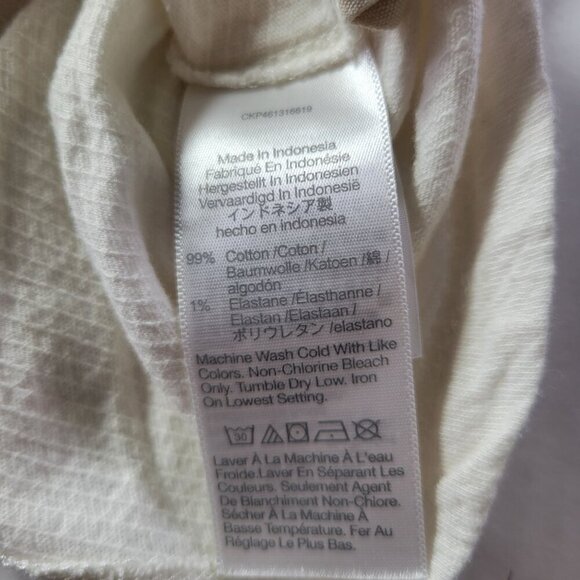 CKP461316619
Made In Indonesia
Fabriqué En Indonésie
Hergestellt In Indonesien
Vervaardigd In Indonesië
インドネシア製
hecho en indonesia
99% Cotton /Coton /
Baumwolle /Katoen /綿 /
algodón
1% Elastane /Élasthanne /
Elastan /Elastaan /
ポリウレタン /elastano
Machine Wash Cold With Like
Colors. Non-Chlorine Bleach
Only. Tumble Dry Low. Iron
On Lowest Setting.
30
Laver À La Machine À L'eau
Froide.Laver En Séparant Les
Couleurs. Seulement Agent
De Blanchiment Non-Chlore.
Sécher À La Machine À
Basse Température. Fer Au
Réglage Le Plus Bas.